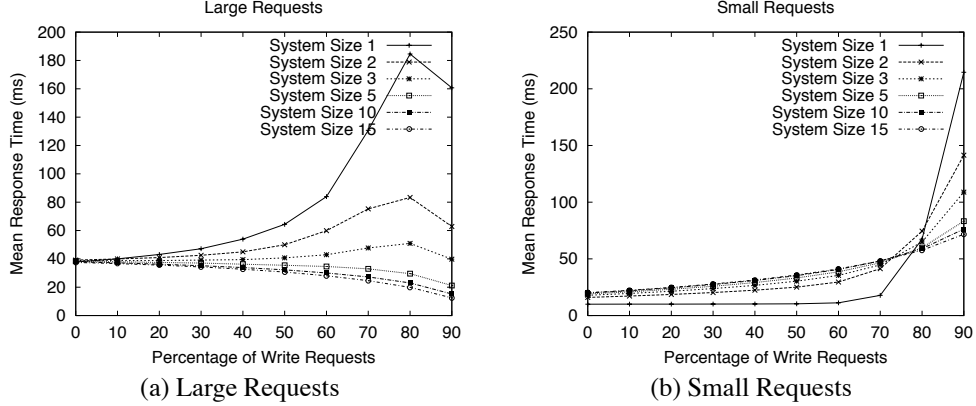 Large Requests
200
180
160
140
120
100
80
60
40
20
0
Mean Response Time (ms)
System Size 1
System Size 2
System Size 3
System Size 5
System Size 10
System Size 15
0 10 20 30 40 50 60 70 80 90
Percentage of Write Requests
(a) Large Requests
Small Requests
250
200
150
100
50
0
Mean Response Time (ms)
System Size 1
System Size 2
System Size 3
System Size 5
System Size 10
System Size 15
0 10 20 30 40 50 60 70 80 90
Percentage of Write Requests
(b) Small Requests